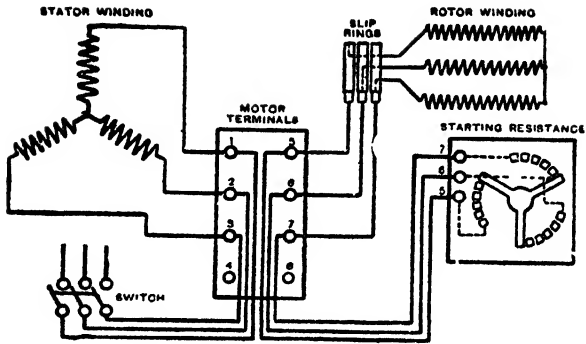 STATOR WINDING
SLIP
RINGS
ROTOR WINDING
MOTOR
TERMINALS
STARTING RESISTANCE
1 5
2 6
3 7
4 8
7
6
5
SWITCH